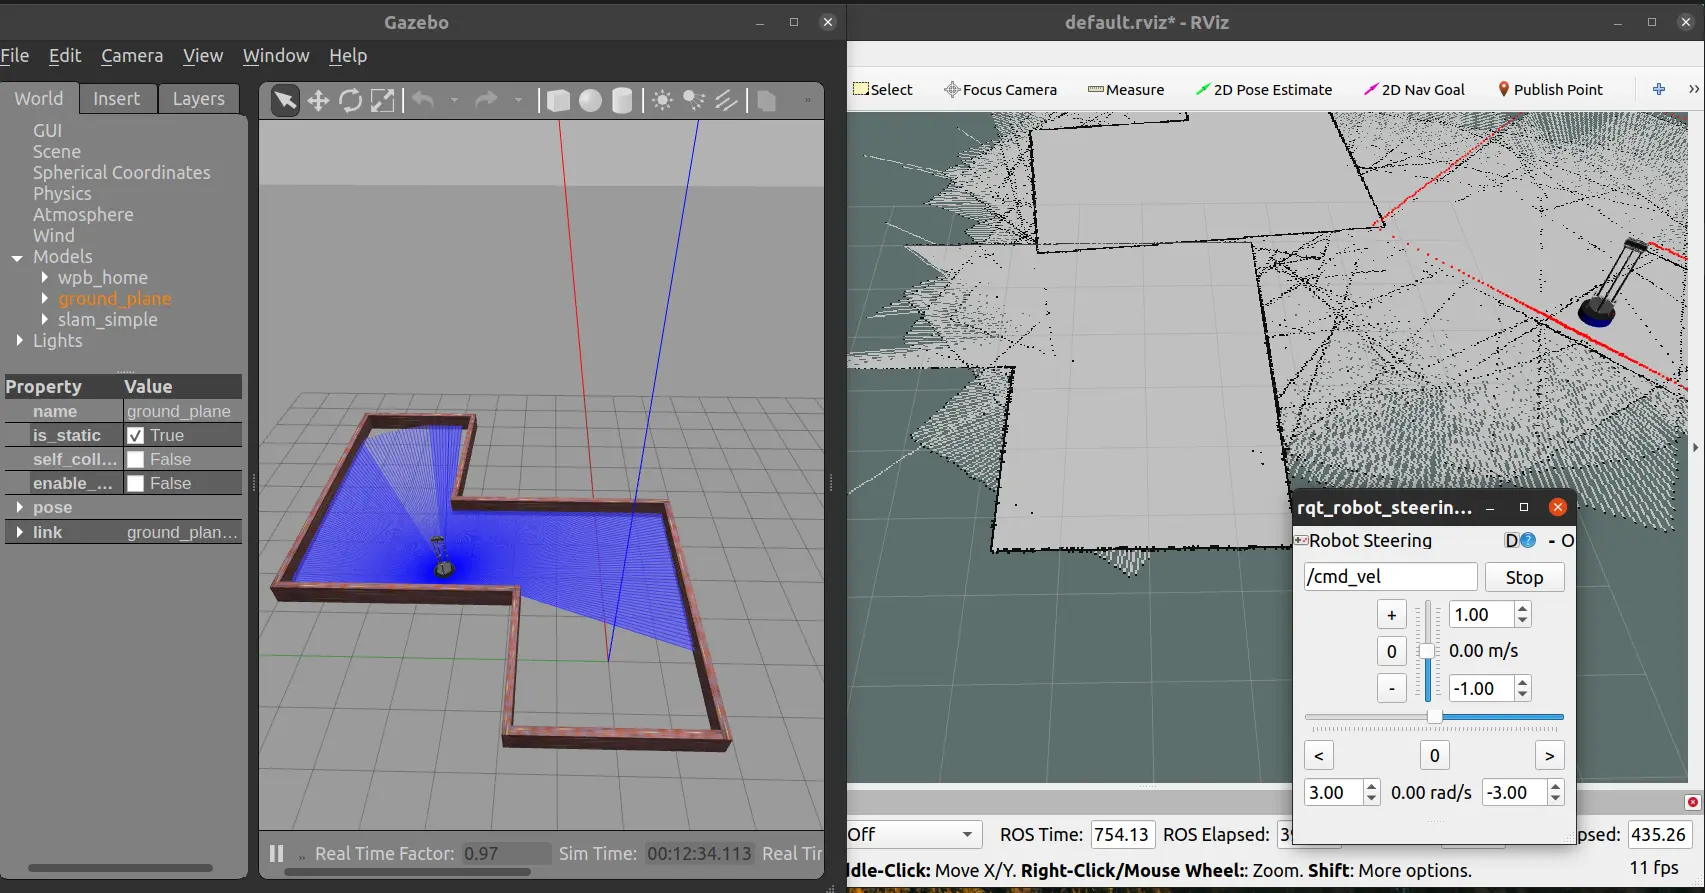 Gazebo
File Edit Camera View Window Help
World Insert Layers
GUI
Scene
Spherical Coordinates
Physics
Atmosphere
Wind
Models
wpb_home
ground_plane
slam_simple
Lights
Property Value
name ground_plane
is_static True
self_coll... False
enable_... False
pose
link ground_plan...
Real Time Factor: 0.97 Sim Time: 00:12:34.113 Real Tir
default.rviz* - RViz
Select Focus Camera Measure 2D Pose Estimate 2D Nav Goal Publish Point
rqt_robot_steerin...
Robot Steering D ? - O
/cmd_vel Stop
+ 1.00
0 0.00 m/s
- -1.00
< 0 >
3.00 0.00 rad/s -3.00
Off ROS Time: 754.13 ROS Elapsed: psed: 435.26
ddle-Click: Move X/Y. Right-Click/Mouse Wheel:: Zoom. Shift: More options. 11 fps